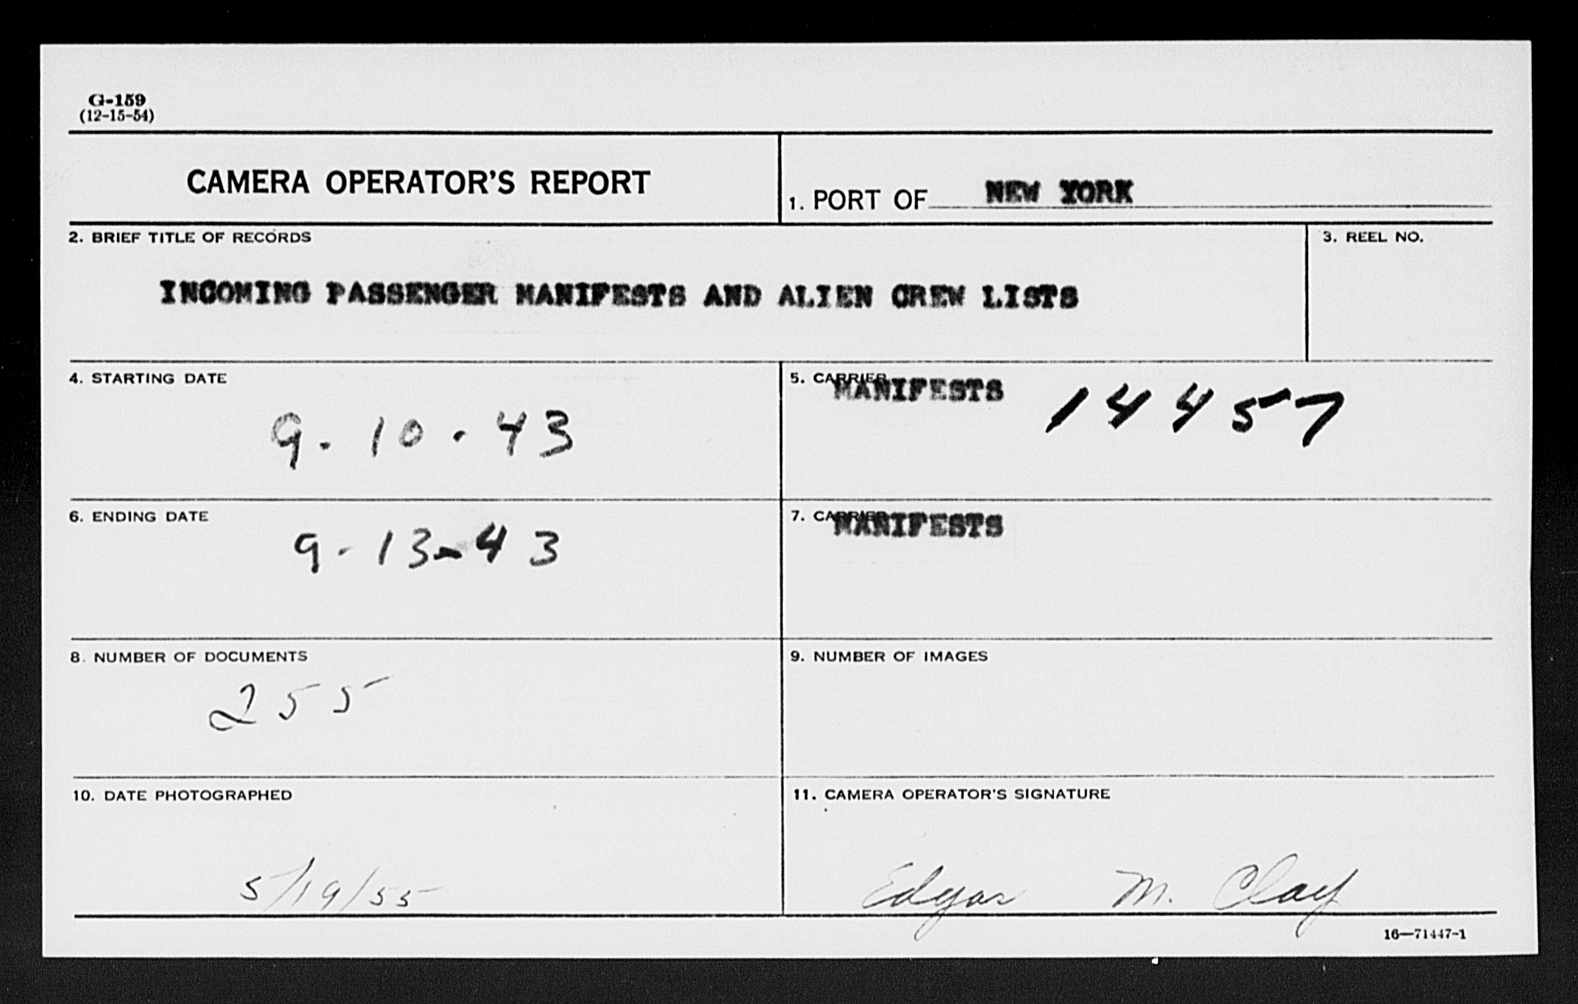 G-159
(12-15-54)
CAMERA OPERATOR'S REPORT
1. PORT OF NEW YORK
2. BRIEF TITLE OF RECORDS
3. REEL NO.
INCOMING PASSENGER MANIFESTS AND ALIEN CREW LISTS
4. STARTING DATE
9. 10. 43
5. CARRIER
MANIFESTS 14457
6. ENDING DATE
9-13-43
7. CARRIER
MANIFESTS
8. NUMBER OF DOCUMENTS
255
9. NUMBER OF IMAGES
10. DATE PHOTOGRAPHED
5/19/55
11. CAMERA OPERATOR'S SIGNATURE
Edgar M. Clay
16—71447-1